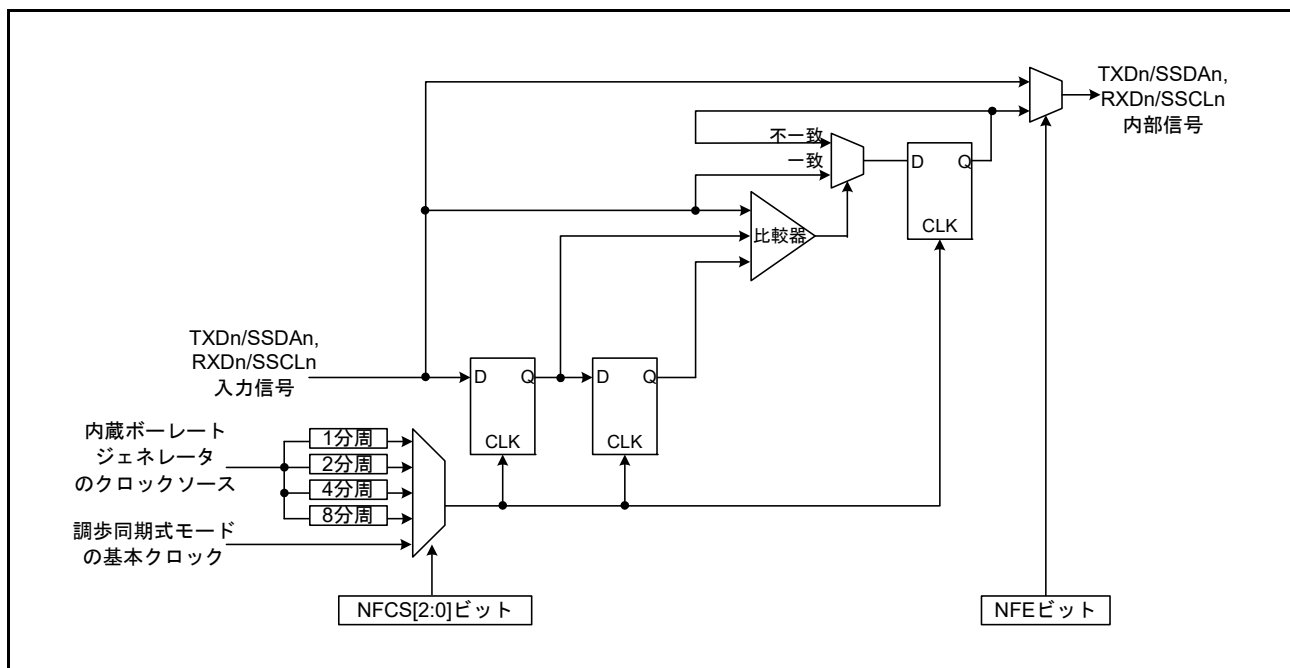 TXDn/SSDAn,
RXDn/SSCLn
内部信号
不一致
一致
D
Q
CLK
比較器
TXDn/SSDAn,
RXDn/SSCLn
入力信号
D
Q
CLK
D
Q
CLK
内蔵ボーレート
ジェネレータ
のクロックソース
1分周
2分周
4分周
8分周
調歩同期式モード
の基本クロック
NFCS[2:0]ビット
NFEビット